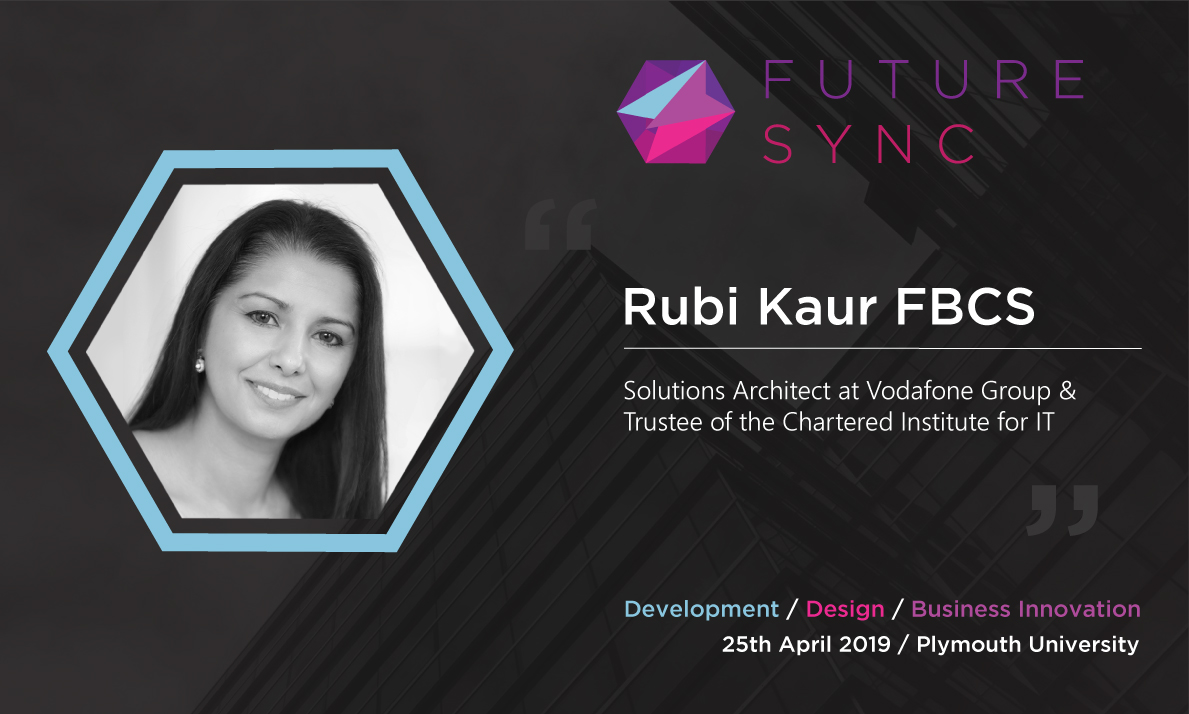 FUTURE
SYNC
“
Rubi Kaur FBCS
Solutions Architect at Vodafone Group &
Trustee of the Chartered Institute for IT
”
Development / Design / Business Innovation
25th April 2019 / Plymouth University